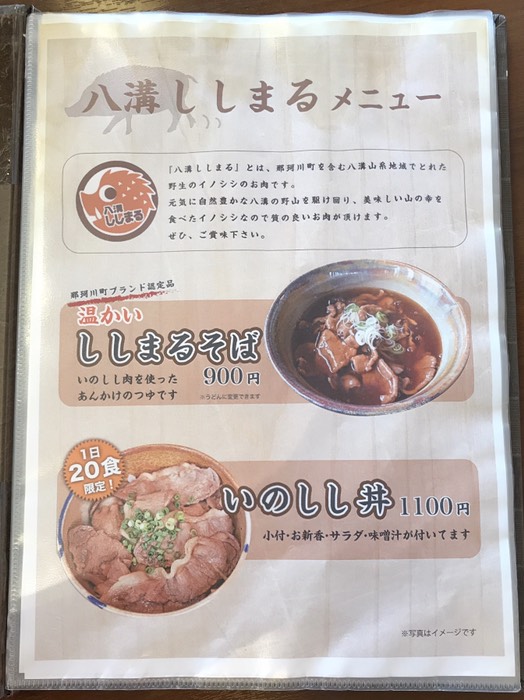 八溝ししまるメニュー
八溝
ししまる
「八溝ししまる」とは、那珂川町を含む八溝山系地域でとれた
野生のイノシシのお肉です。
元気に自然豊かな八溝の野山を駆け回り、美味しい山の幸を
食べたイノシシなので質の良いお肉が頂けます。
ぜひ、ご賞味下さい。
那珂川町ブランド認定品
温かい
ししまるそば
900円
いのしし肉を使った
あんかけのつゆです
※うどんに変更できます
1日
20食
限定!
いのしし丼 1100円
小付・お新香・サラダ・味噌汁が付いてます
※写真はイメージです